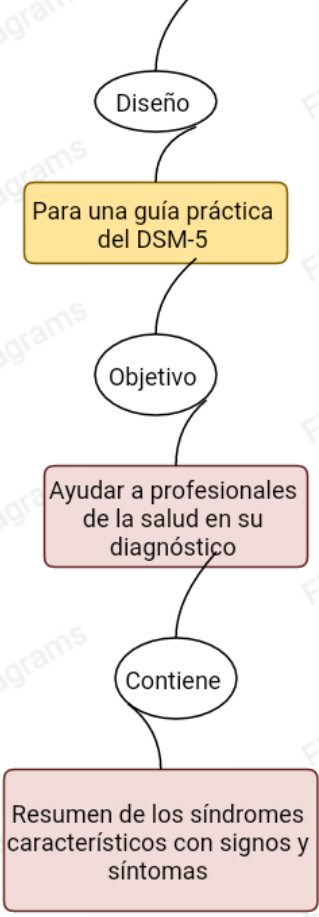 Diseño
Para una guía práctica
del DSM-5
Objetivo
Ayudar a profesionales
de la salud en su
diagnóstico
Contiene
Resumen de los síndromes
característicos con signos y
síntomas